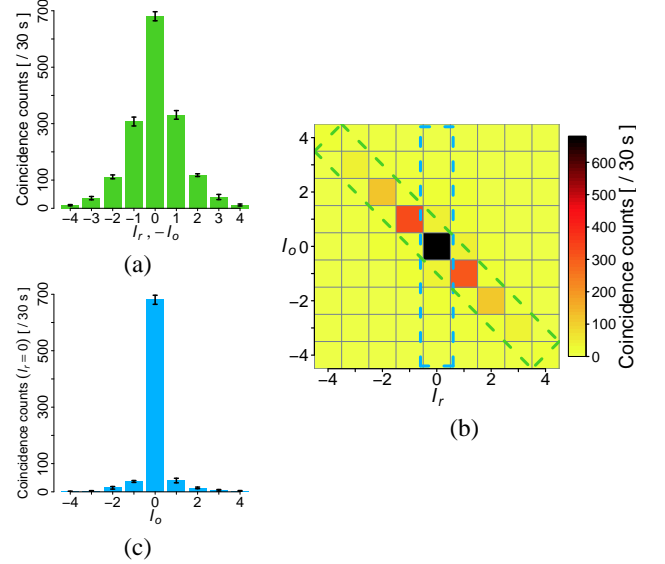 Coincidence counts [ / 30 s ]
700
500
300
100
0
−4 −3 −2 −1 0 1 2 3 4
l_r , −l_o
(a)
Coincidence counts (l_r = 0) [ / 30 s ]
700
500
300
100
0
−4 −2 0 2 4
l_o
(c)
4
2
l_o 0
−2
−4
−4 −2 0 2 4
l_r
(b)
Coincidence counts [ / 30 s ]
600
500
400
300
200
100
0